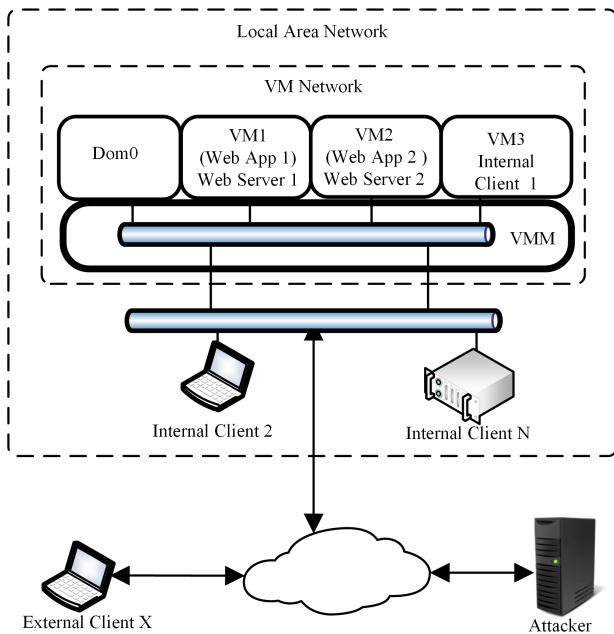 Local Area Network
VM Network
Dom0
VM1
(Web App 1)
Web Server 1
VM2
(Web App 2 )
Web Server 2
VM3
Internal
Client 1
VMM
Internal Client 2
Internal Client N
External Client X
Attacker